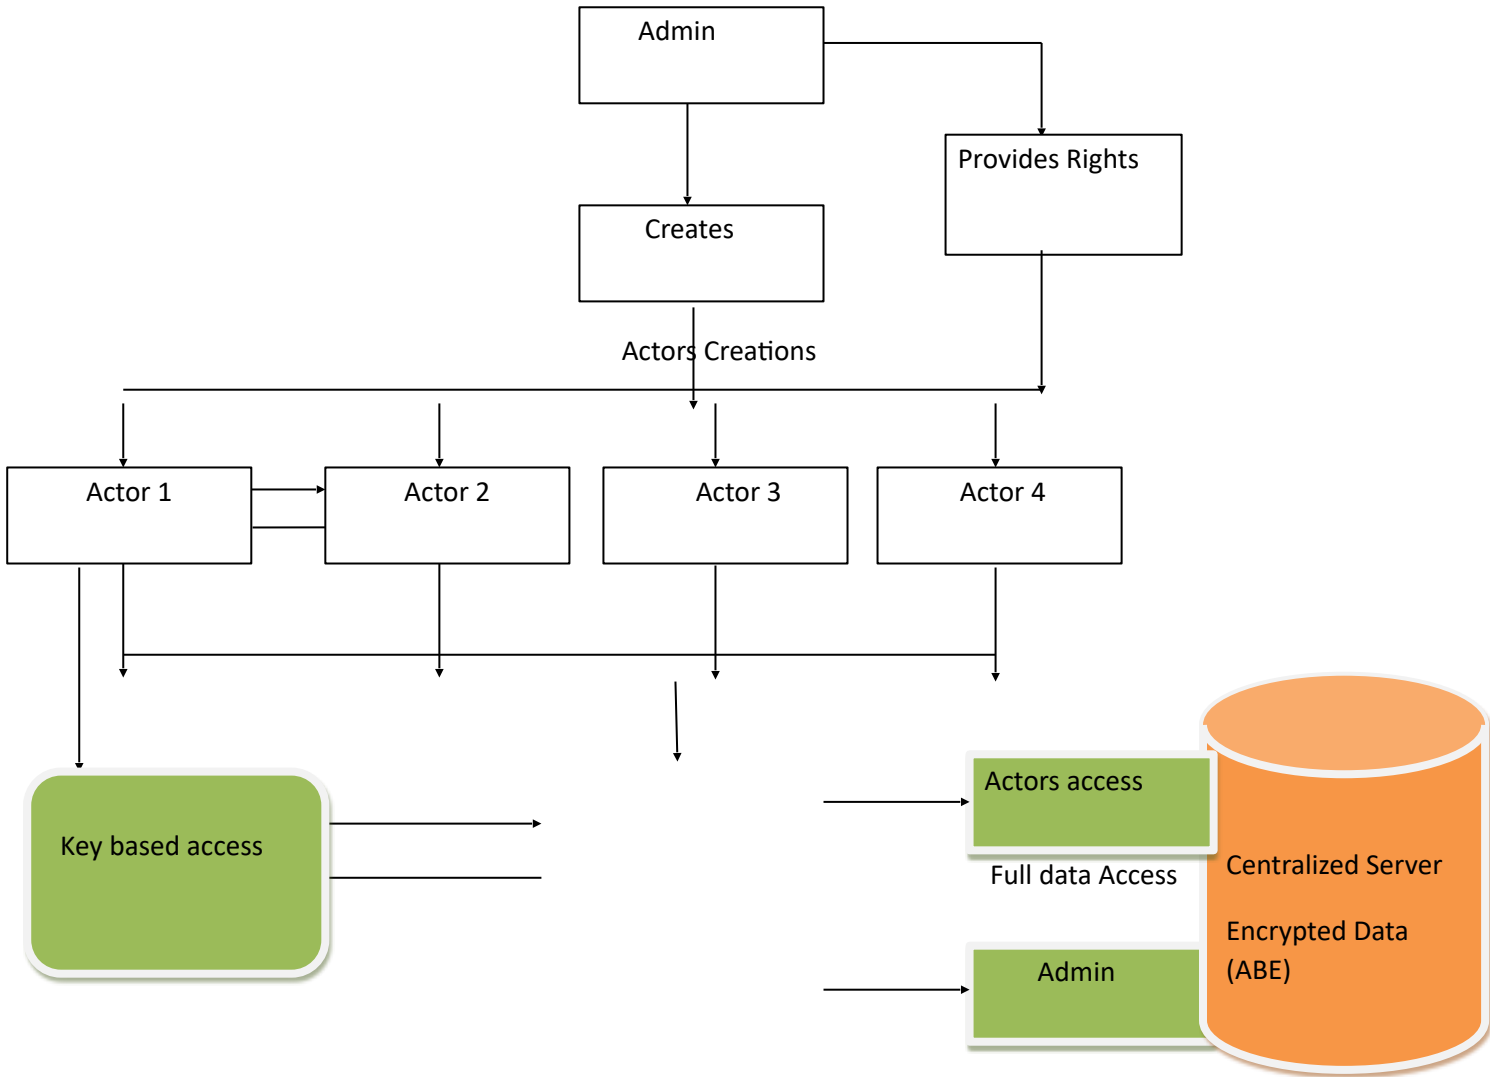 Admin
Provides Rights
Creates
Actors Creations
Actor 1
Actor 2
Actor 3
Actor 4
Actors access
Key based access
Full data Access
Centralized Server
Encrypted Data
(ABE)
Admin